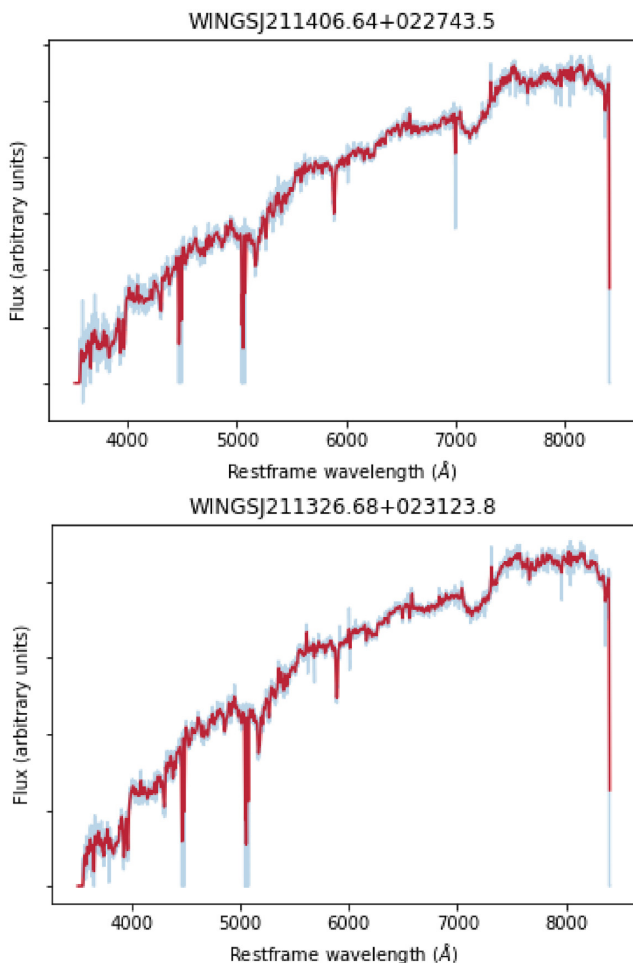 WINGSJ211406.64+022743.5
Flux (arbitrary units)
4000 5000 6000 7000 8000
Restframe wavelength (Å)
WINGSJ211326.68+023123.8
Flux (arbitrary units)
4000 5000 6000 7000 8000
Restframe wavelength (Å)